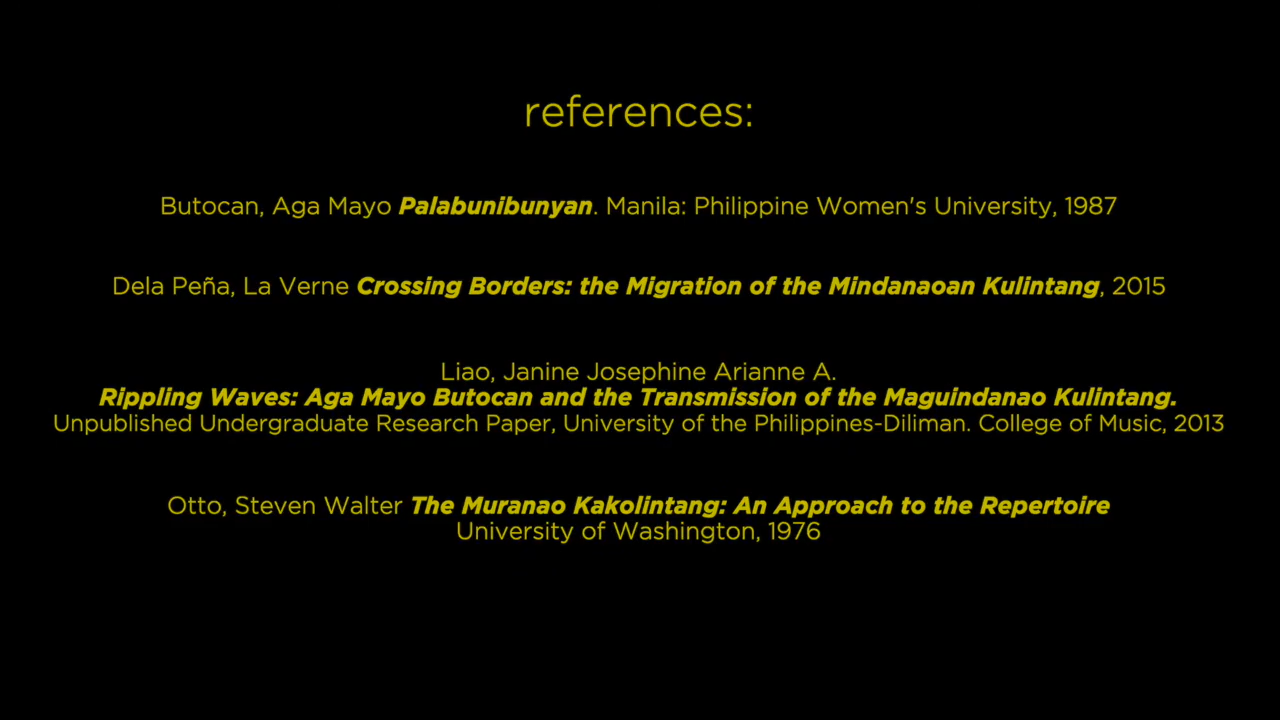 references:
Butocan, Aga Mayo Palabunibunyan. Manila: Philippine Women's University, 1987
Dela Peña, La Verne Crossing Borders: the Migration of the Mindanaoan Kulintang, 2015
Liao, Janine Josephine Arianne A.
Rippling Waves: Aga Mayo Butocan and the Transmission of the Maguindanao Kulintang.
Unpublished Undergraduate Research Paper, University of the Philippines-Diliman. College of Music, 2013
Otto, Steven Walter The Muranao Kakolintang: An Approach to the Repertoire
University of Washington, 1976